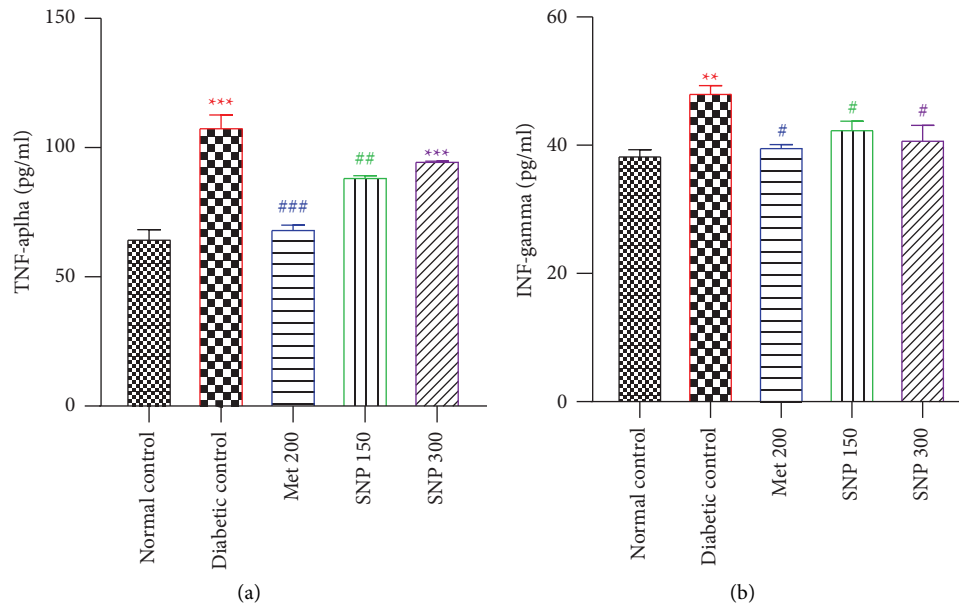 TNF-aplha (pg/ml)
150
100
50
0
***
###
##
***
Normal control
Diabetic control
Met 200
SNP 150
SNP 300
(a)
INF-gamma (pg/ml)
60
40
20
0
**
#
#
#
Normal control
Diabetic control
Met 200
SNP 150
SNP 300
(b)